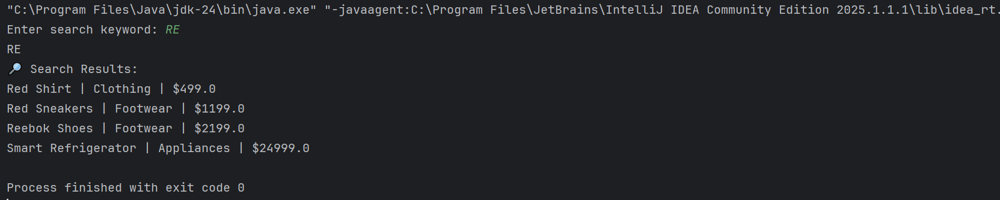 "C:\Program Files\Java\jdk-24\bin\java.exe" "-javaagent:C:\Program Files\JetBrains\IntelliJ IDEA Community Edition 2025.1.1.1\lib\idea_rt.
Enter search keyword: RE
RE
🔎 Search Results:
Red Shirt | Clothing | $499.0
Red Sneakers | Footwear | $1199.0
Reebok Shoes | Footwear | $2199.0
Smart Refrigerator | Appliances | $24999.0
Process finished with exit code 0